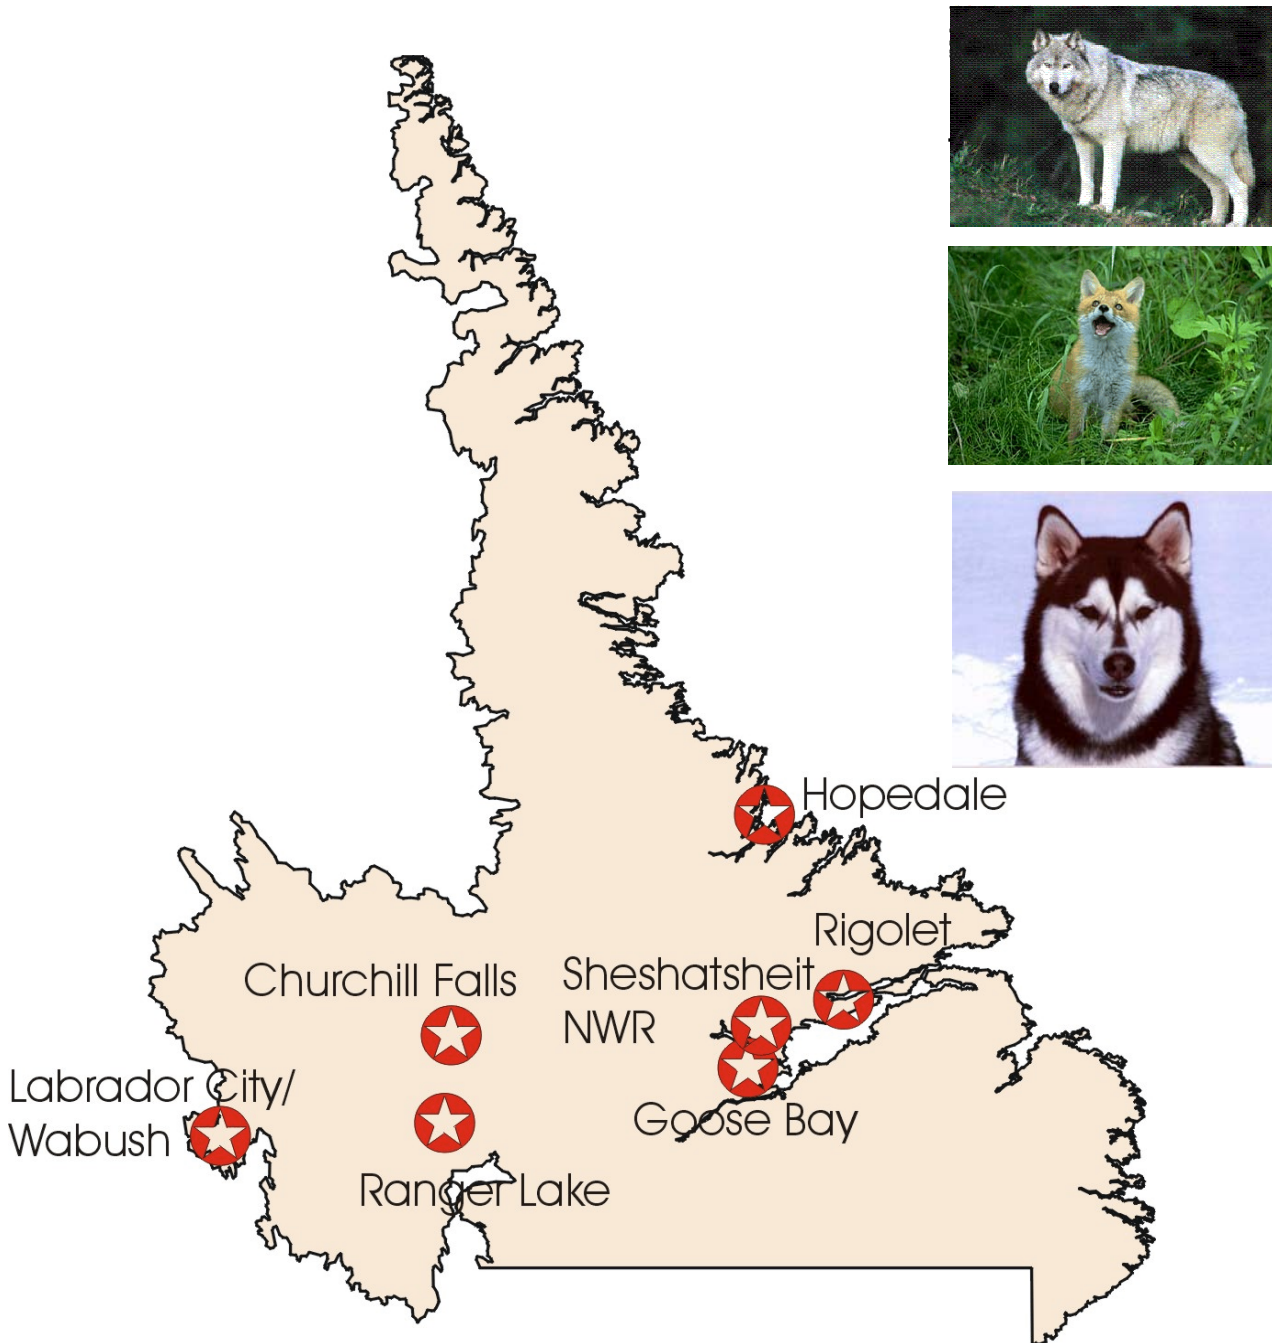 Hopedale
Rigolet
Churchill Falls
Sheshatsheit
NWR
Labrador City/
Wabush
Goose Bay
Ranger Lake